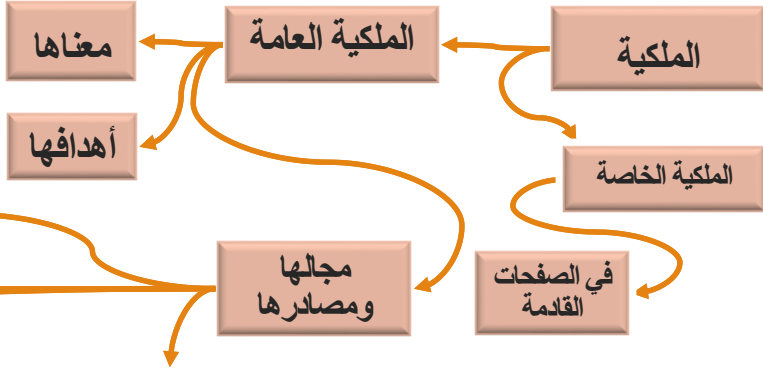 الملكية
الملكية العامة
معناها
أهدافها
الملكية الخاصة
مجالها
ومصادرها
في الصفحات
القادمة